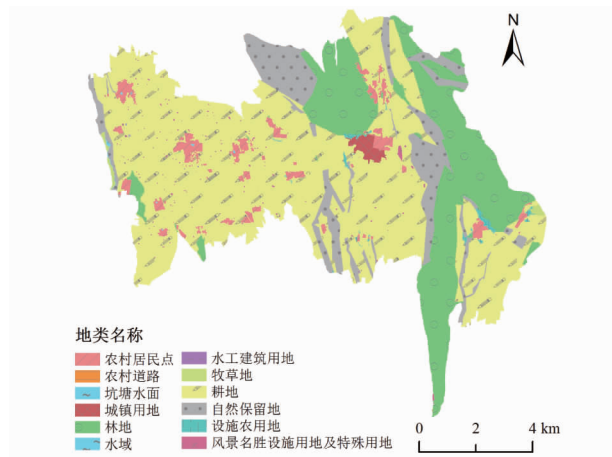 N
地类名称
农村居民点
农村道路
坑塘水面
城镇用地
林地
水域
水工建筑用地
牧草地
耕地
自然保留地
设施农用地
风景名胜设施用地及特殊用地
0 2 4 km